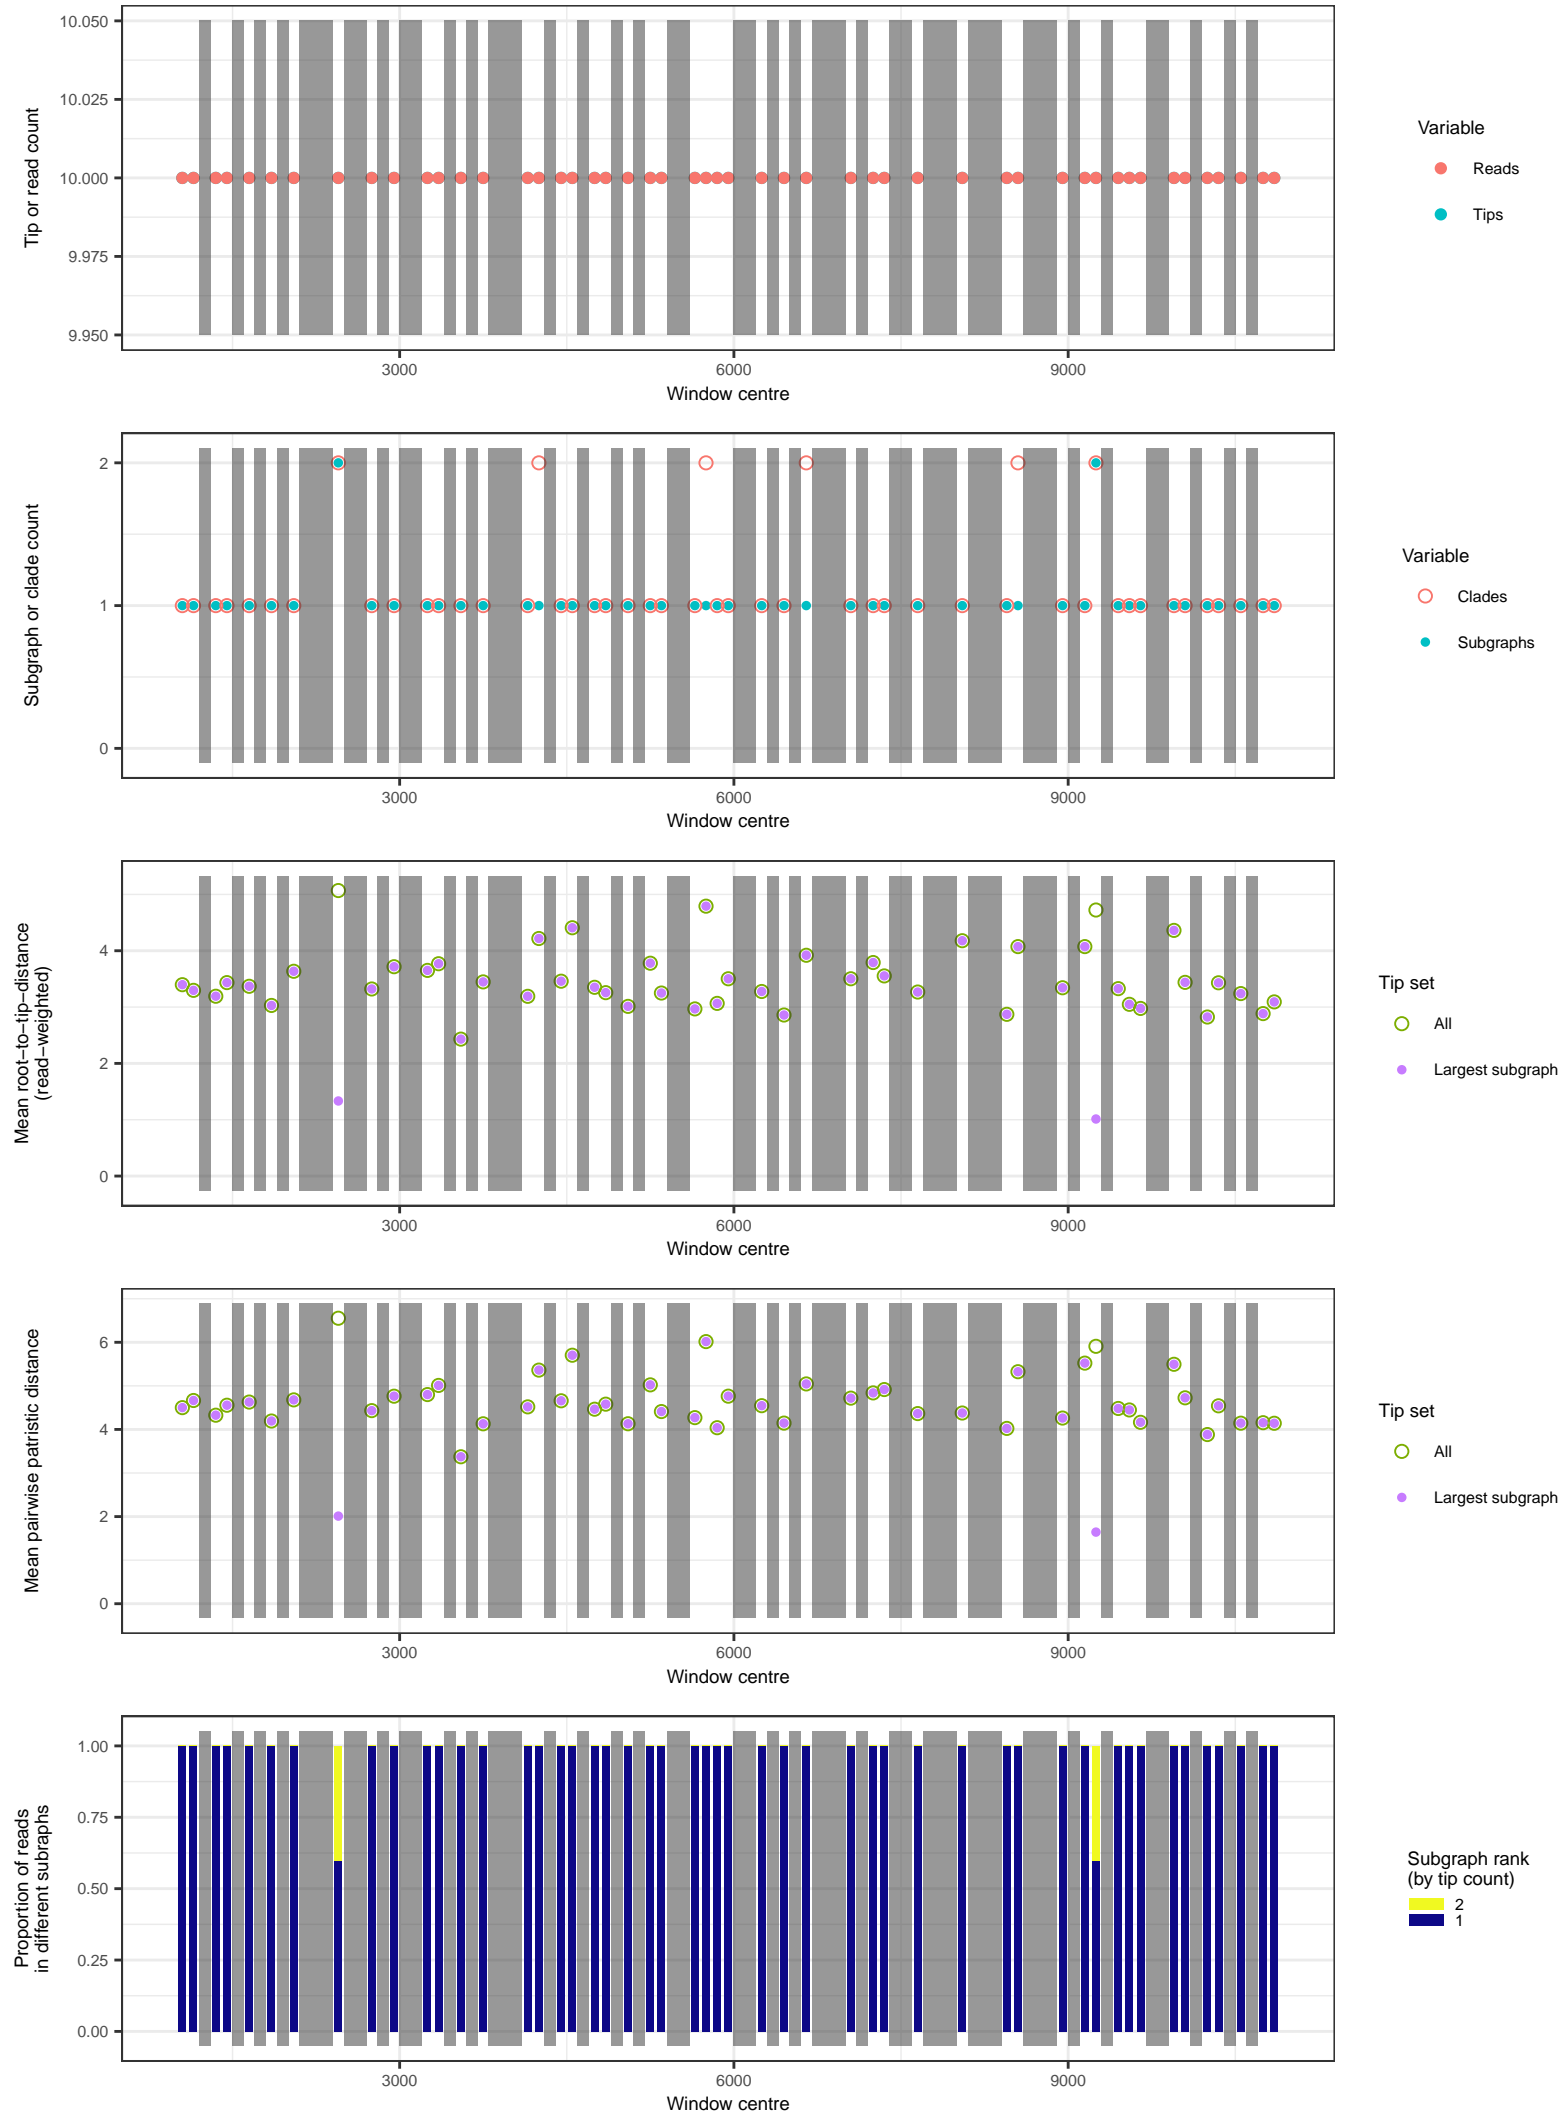 10.050
10.025
10.000
9.975
9.950
Tip or read count
3000
6000
9000
Window centre
Variable
Reads
Tips
2
1
0
Subgraph or clade count
3000
6000
9000
Window centre
Variable
Clades
Subgraphs
4
2
0
Mean root−to−tip−distance
(read−weighted)
3000
6000
9000
Window centre
Tip set
All
Largest subgraph
6
4
2
0
Mean pairwise patristic distance
3000
6000
9000
Window centre
Tip set
All
Largest subgraph
1.00
0.75
0.50
0.25
0.00
Proportion of reads
in different subraphs
3000
6000
9000
Window centre
Subgraph rank
(by tip count)
2
1